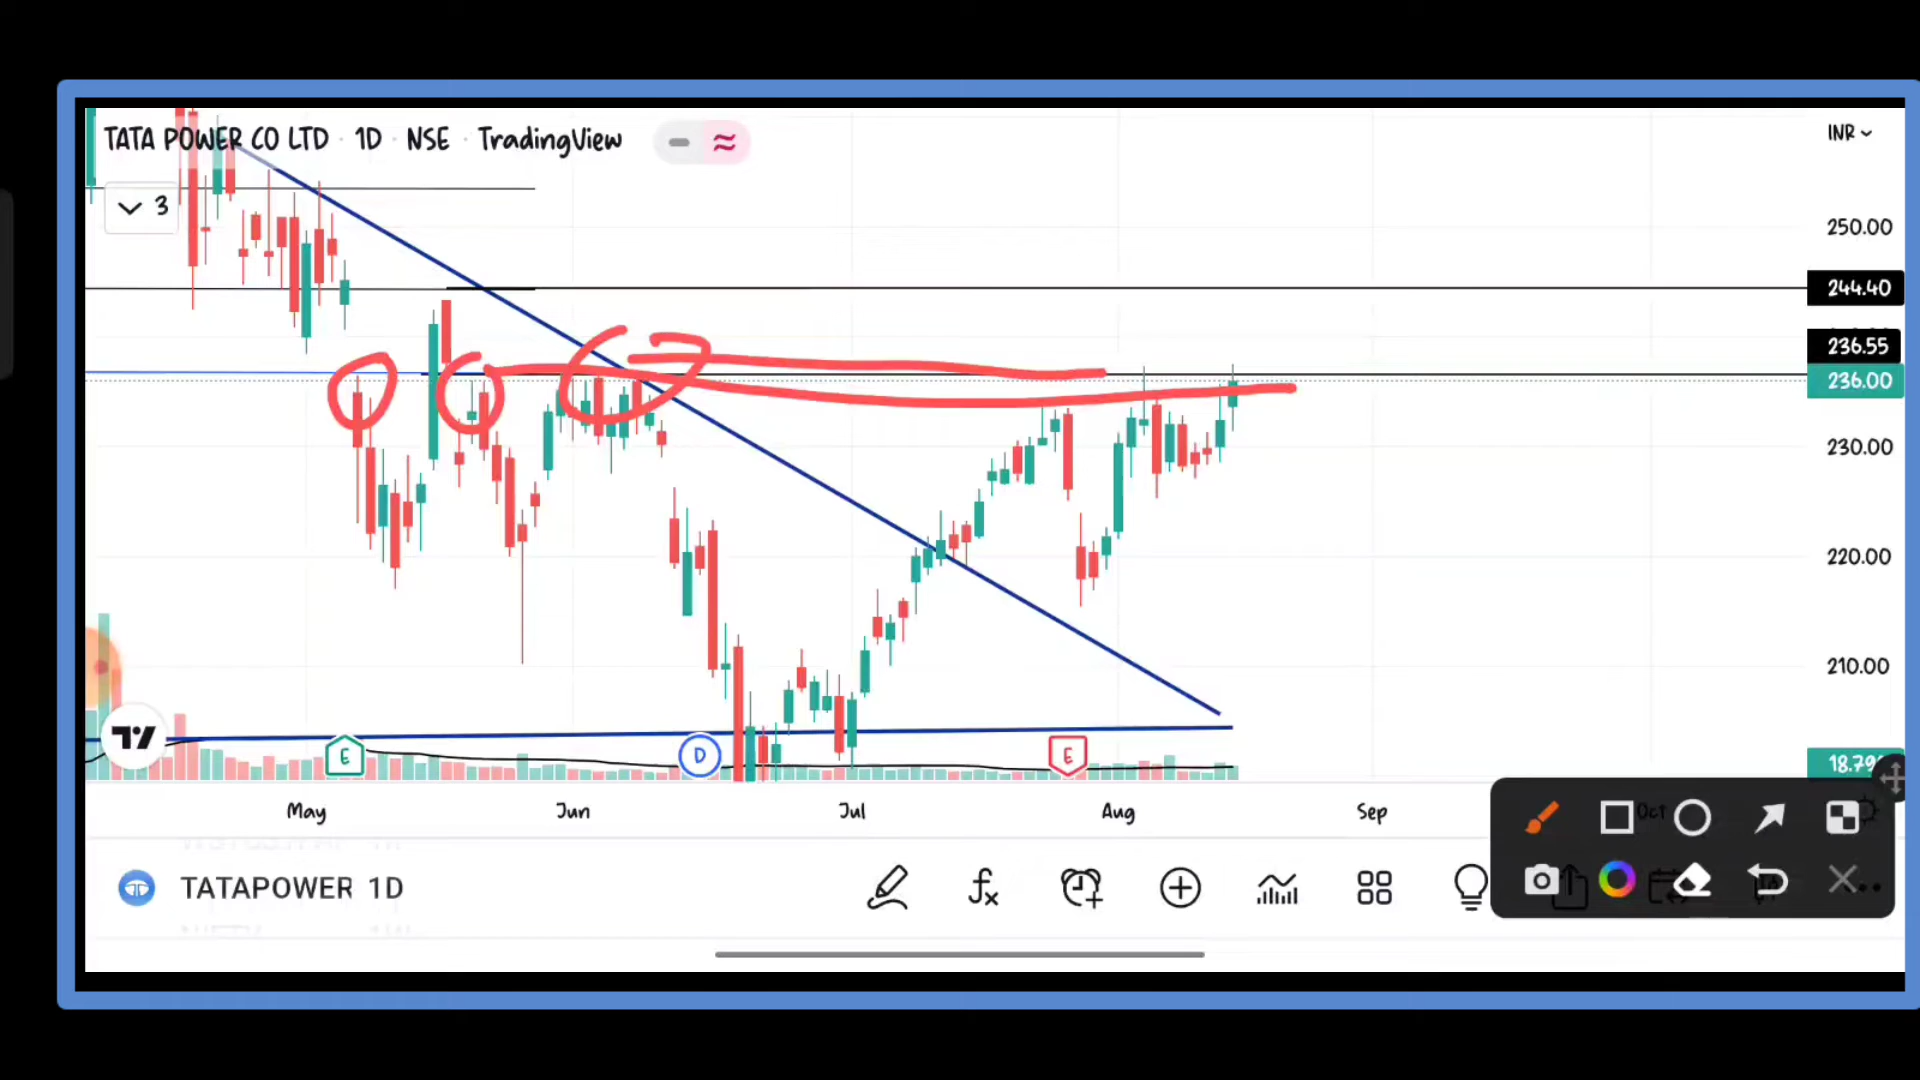 TATA POWER CO LTD · 1D · NSE · TradingView
INR
3
250.00
244.40
236.55
236.00
230.00
220.00
210.00
E
D
E
May
Jun
Jul
Aug
Sep
Oct
TATAPOWER 1D